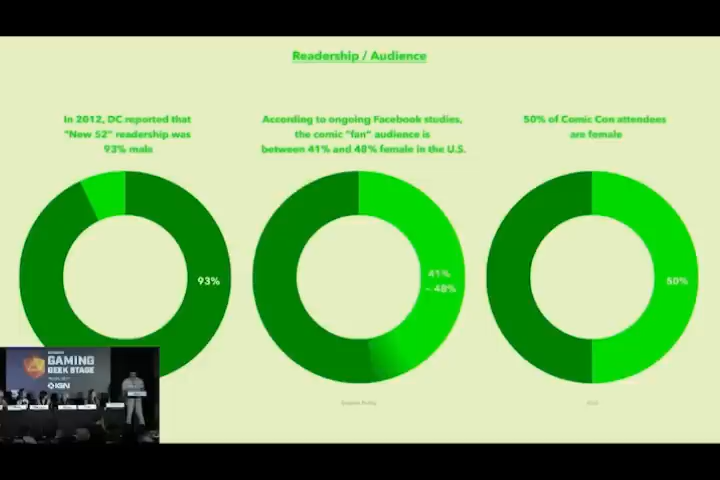 Readership / Audience
In 2012, DC reported that
"New 52" readership was
93% male
According to ongoing Facebook studies,
the comic "fan" audience is
between 41% and 48% female in the U.S.
50% of Comic Con attendees
are female
93%
41%
- 48%
50%
GAMING
GEEK STAGE
IGN